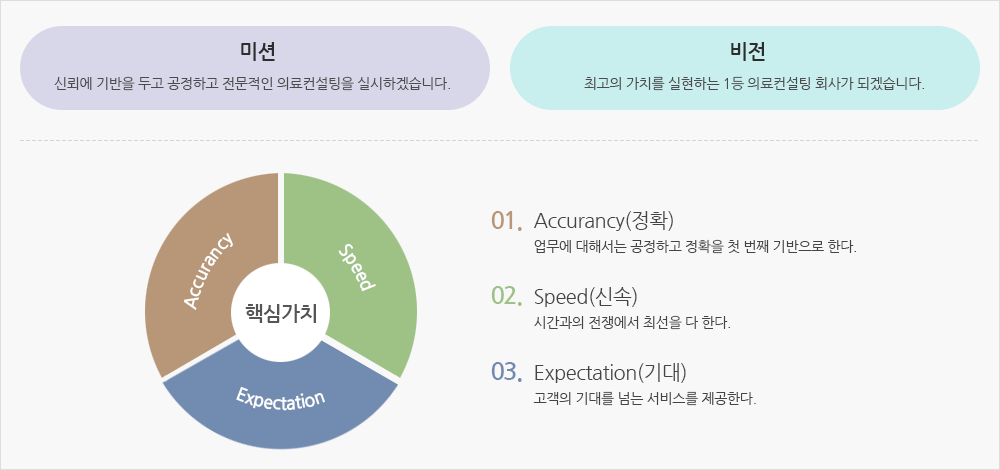 미션
신뢰에 기반을 두고 공정하고 전문적인 의료컨설팅을 실시하겠습니다.
비전
최고의 가치를 실현하는 1등 의료컨설팅 회사가 되겠습니다.
Accurancy
Speed
핵심가치
Expectation
01. Accurancy(정확)
업무에 대해서는 공정하고 정확을 첫 번째 기반으로 한다.
02. Speed(신속)
시간과의 전쟁에서 최선을 다 한다.
03. Expectation(기대)
고객의 기대를 넘는 서비스를 제공한다.